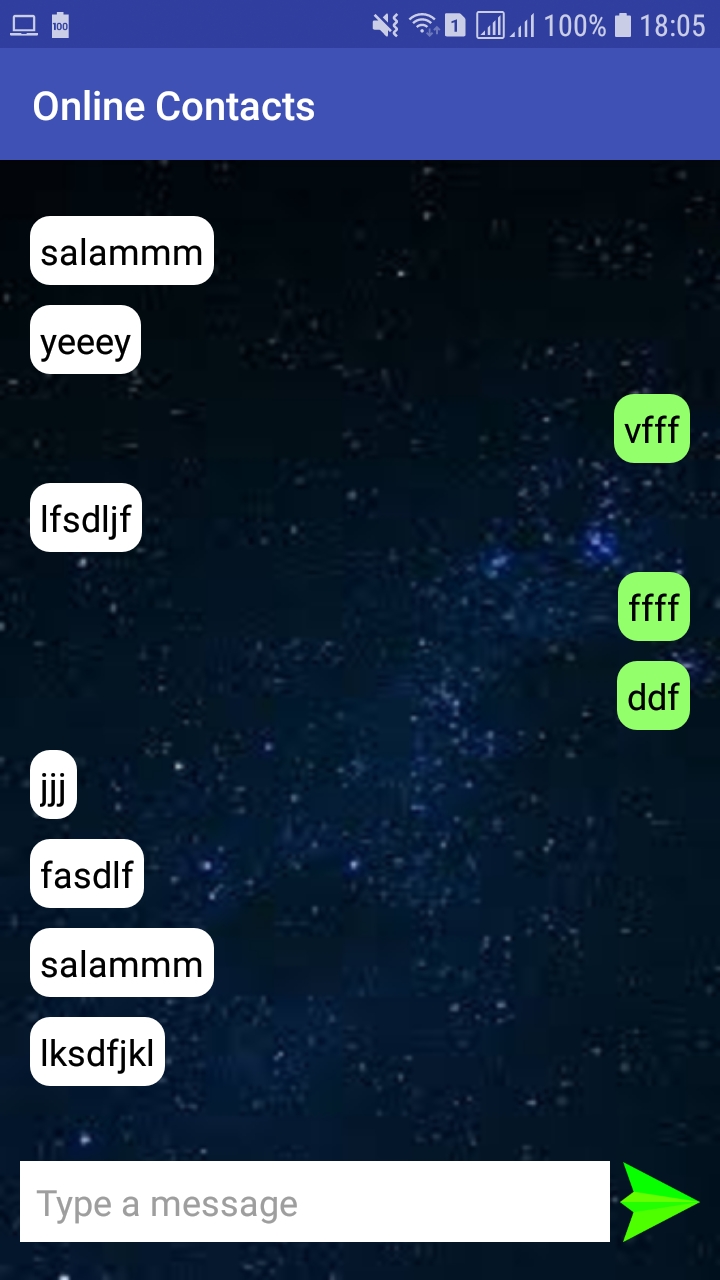 100 1 100% 18:05
Online Contacts
salammm
yeeey
vfff
lfsdljf
ffff
ddf
jjj
fasdlf
salammm
lksdfjkl
Type a message